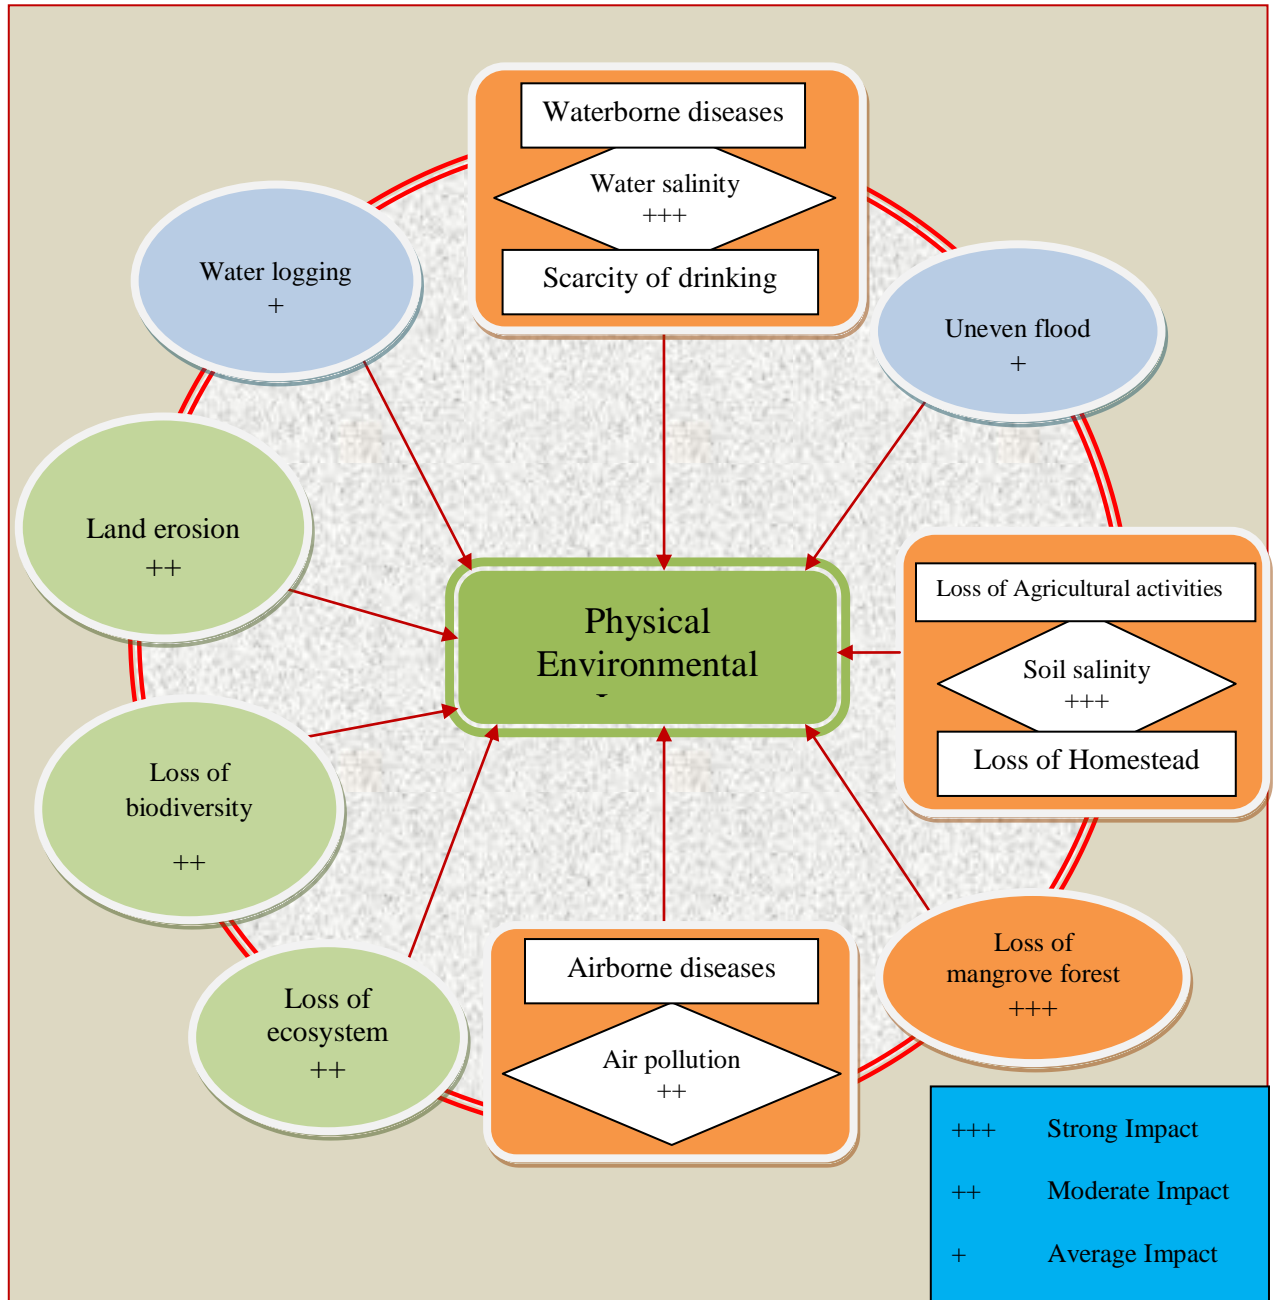 Waterborne diseases
Water salinity
+++
Scarcity of drinking
Water logging
+
Uneven flood
+
Land erosion
++
Physical
Environmental
Loss of Agricultural activities
Soil salinity
+++
Loss of Homestead
Loss of
biodiversity
++
Loss of
ecosystem
++
Airborne diseases
Air pollution
++
Loss of
mangrove forest
+++
+++ Strong Impact
++ Moderate Impact
+ Average Impact